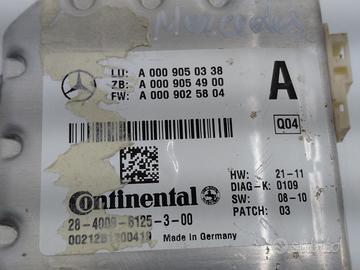 Mercedes
LU: A 000 905 03 38
ZB: A 000 905 49 00
FW: A 000 902 58 04
A
Q04
Continental
HW: 21-11
DIAG-K: 0109
SW: 08-10
PATCH: 03
28-4009-6125-3-00
Made in Germany